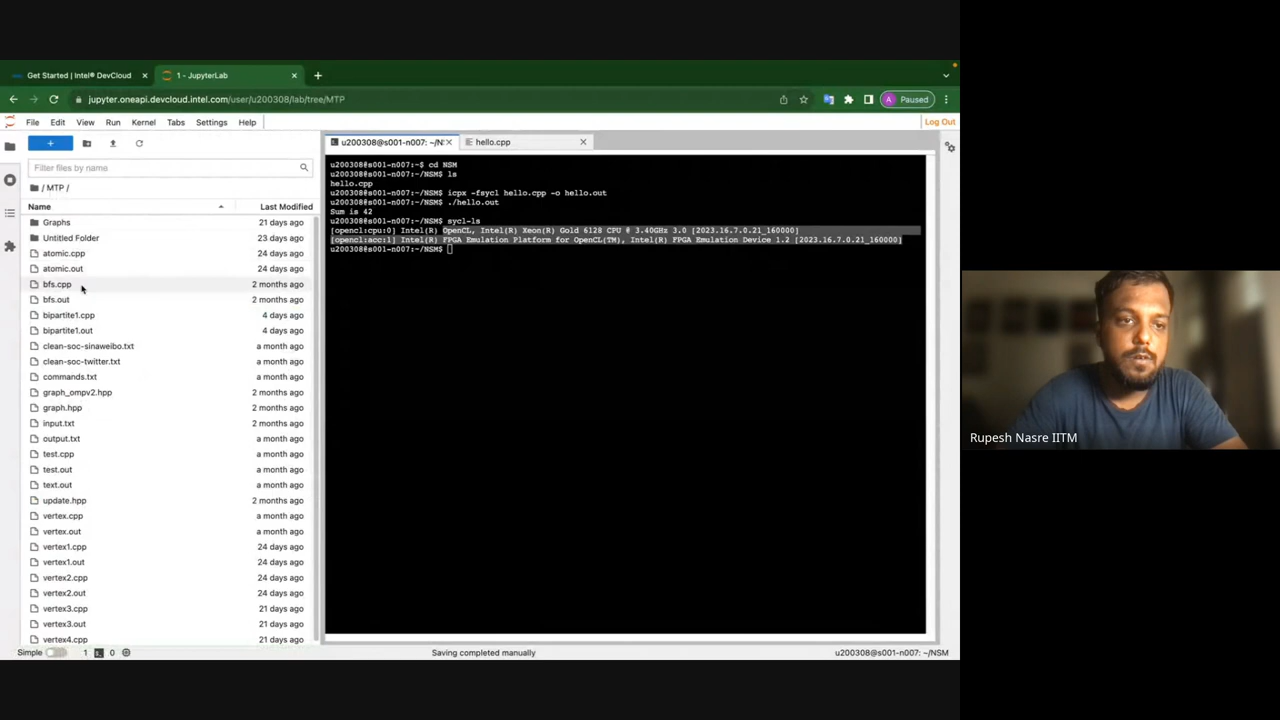 Get Started | Intel® DevCloud
1 - JupyterLab
jupyter.oneapi.devcloud.intel.com/user/u200308/lab/tree/MTP
A Paused
File Edit View Run Kernel Tabs Settings Help
Log Out
Filter files by name
/ MTP /
Name Last Modified
Graphs 21 days ago
Untitled Folder 23 days ago
atomic.cpp 24 days ago
atomic.out 24 days ago
bfs.cpp 2 months ago
bfs.out 2 months ago
bipartite1.cpp 4 days ago
bipartite1.out 4 days ago
clean-soc-sinaweibo.txt a month ago
clean-soc-twitter.txt a month ago
commands.txt a month ago
graph_ompv2.hpp 2 months ago
graph.hpp 2 months ago
input.txt 2 months ago
output.txt a month ago
test.cpp a month ago
test.out a month ago
text.out a month ago
update.hpp 2 months ago
vertex.cpp a month ago
vertex.out a month ago
vertex1.cpp 24 days ago
vertex1.out 24 days ago
vertex2.cpp 24 days ago
vertex2.out 24 days ago
vertex3.cpp 21 days ago
vertex3.out 21 days ago
vertex4.cpp 21 days ago
u200308@s001-n007: ~/NS
hello.cpp
u200308@s001-n007:~$ cd NSM
u200308@s001-n007:~/NSM$ ls
hello.cpp
u200308@s001-n007:~/NSM$ icpx -fsycl hello.cpp -o hello.out
u200308@s001-n007:~/NSM$ ./hello.out
Sum is 42
u200308@s001-n007:~/NSM$ sycl-ls
[opencl:cpu:0] Intel(R) OpenCL, Intel(R) Xeon(R) Gold 6128 CPU @ 3.40GHz 3.0 [2023.16.7.0.21_160000]
[opencl:acc:1] Intel(R) FPGA Emulation Platform for OpenCL(TM), Intel(R) FPGA Emulation Device 1.2 [2023.16.7.0.21_160000]
u200308@s001-n007:~/NSM$
Simple 1 0
Saving completed manually
u200308@s001-n007: ~/NSM
Rupesh Nasre IITM